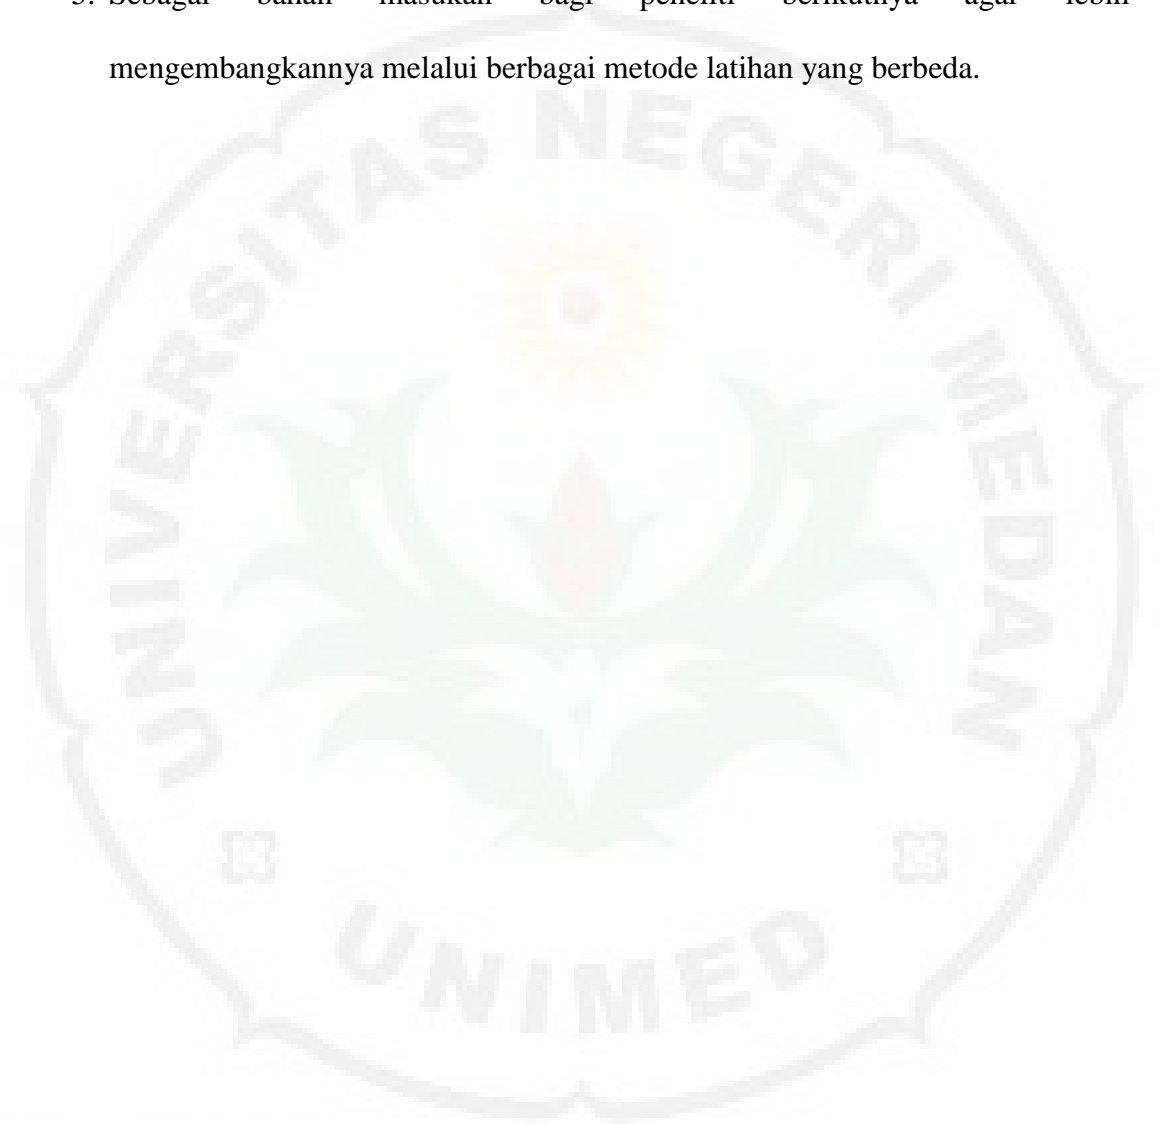 Sebagai bahan masukan bagi peneliti berikutnya agar lebih
mengembangkannya melalui berbagai metode latihan yang berbeda.
UNIVERSITAS NEGERI MEDAN
UNIMED